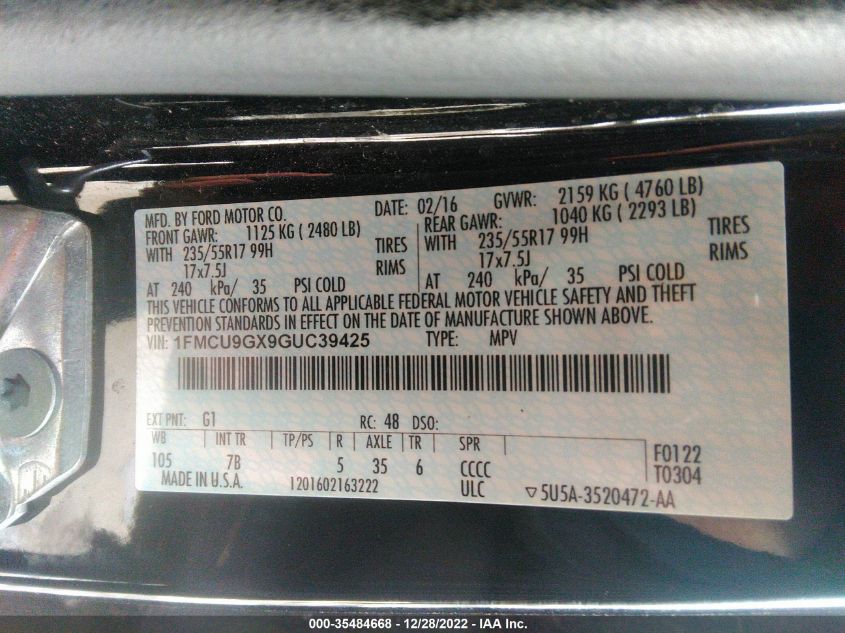 MFD. BY FORD MOTOR CO. DATE: 02/16 GVWR: 2159 KG ( 4760 LB)
FRONT GAWR: 1125 KG ( 2480 LB) REAR GAWR: 1040 KG ( 2293 LB)
WITH 235/55R17 99H TIRES WITH 235/55R17 99H TIRES
17x7.5J RIMS 17x7.5J RIMS
AT 240 kPa/ 35 PSI COLD AT 240 kPa/ 35 PSI COLD
THIS VEHICLE CONFORMS TO ALL APPLICABLE FEDERAL MOTOR VEHICLE SAFETY AND THEFT
PREVENTION STANDARDS IN EFFECT ON THE DATE OF MANUFACTURE SHOWN ABOVE.
VIN: 1FMCU9GX9GUC39425 TYPE: MPV
EXT PNT: G1 RC: 48 DSO:
WB INT TR TP/PS R AXLE TR SPR F0122
105 7B 5 35 6 CCCC T0304
MADE IN U.S.A. 1201602163222 ULC 5U5A-3520472-AA
000-35484668 - 12/28/2022 - IAA Inc.